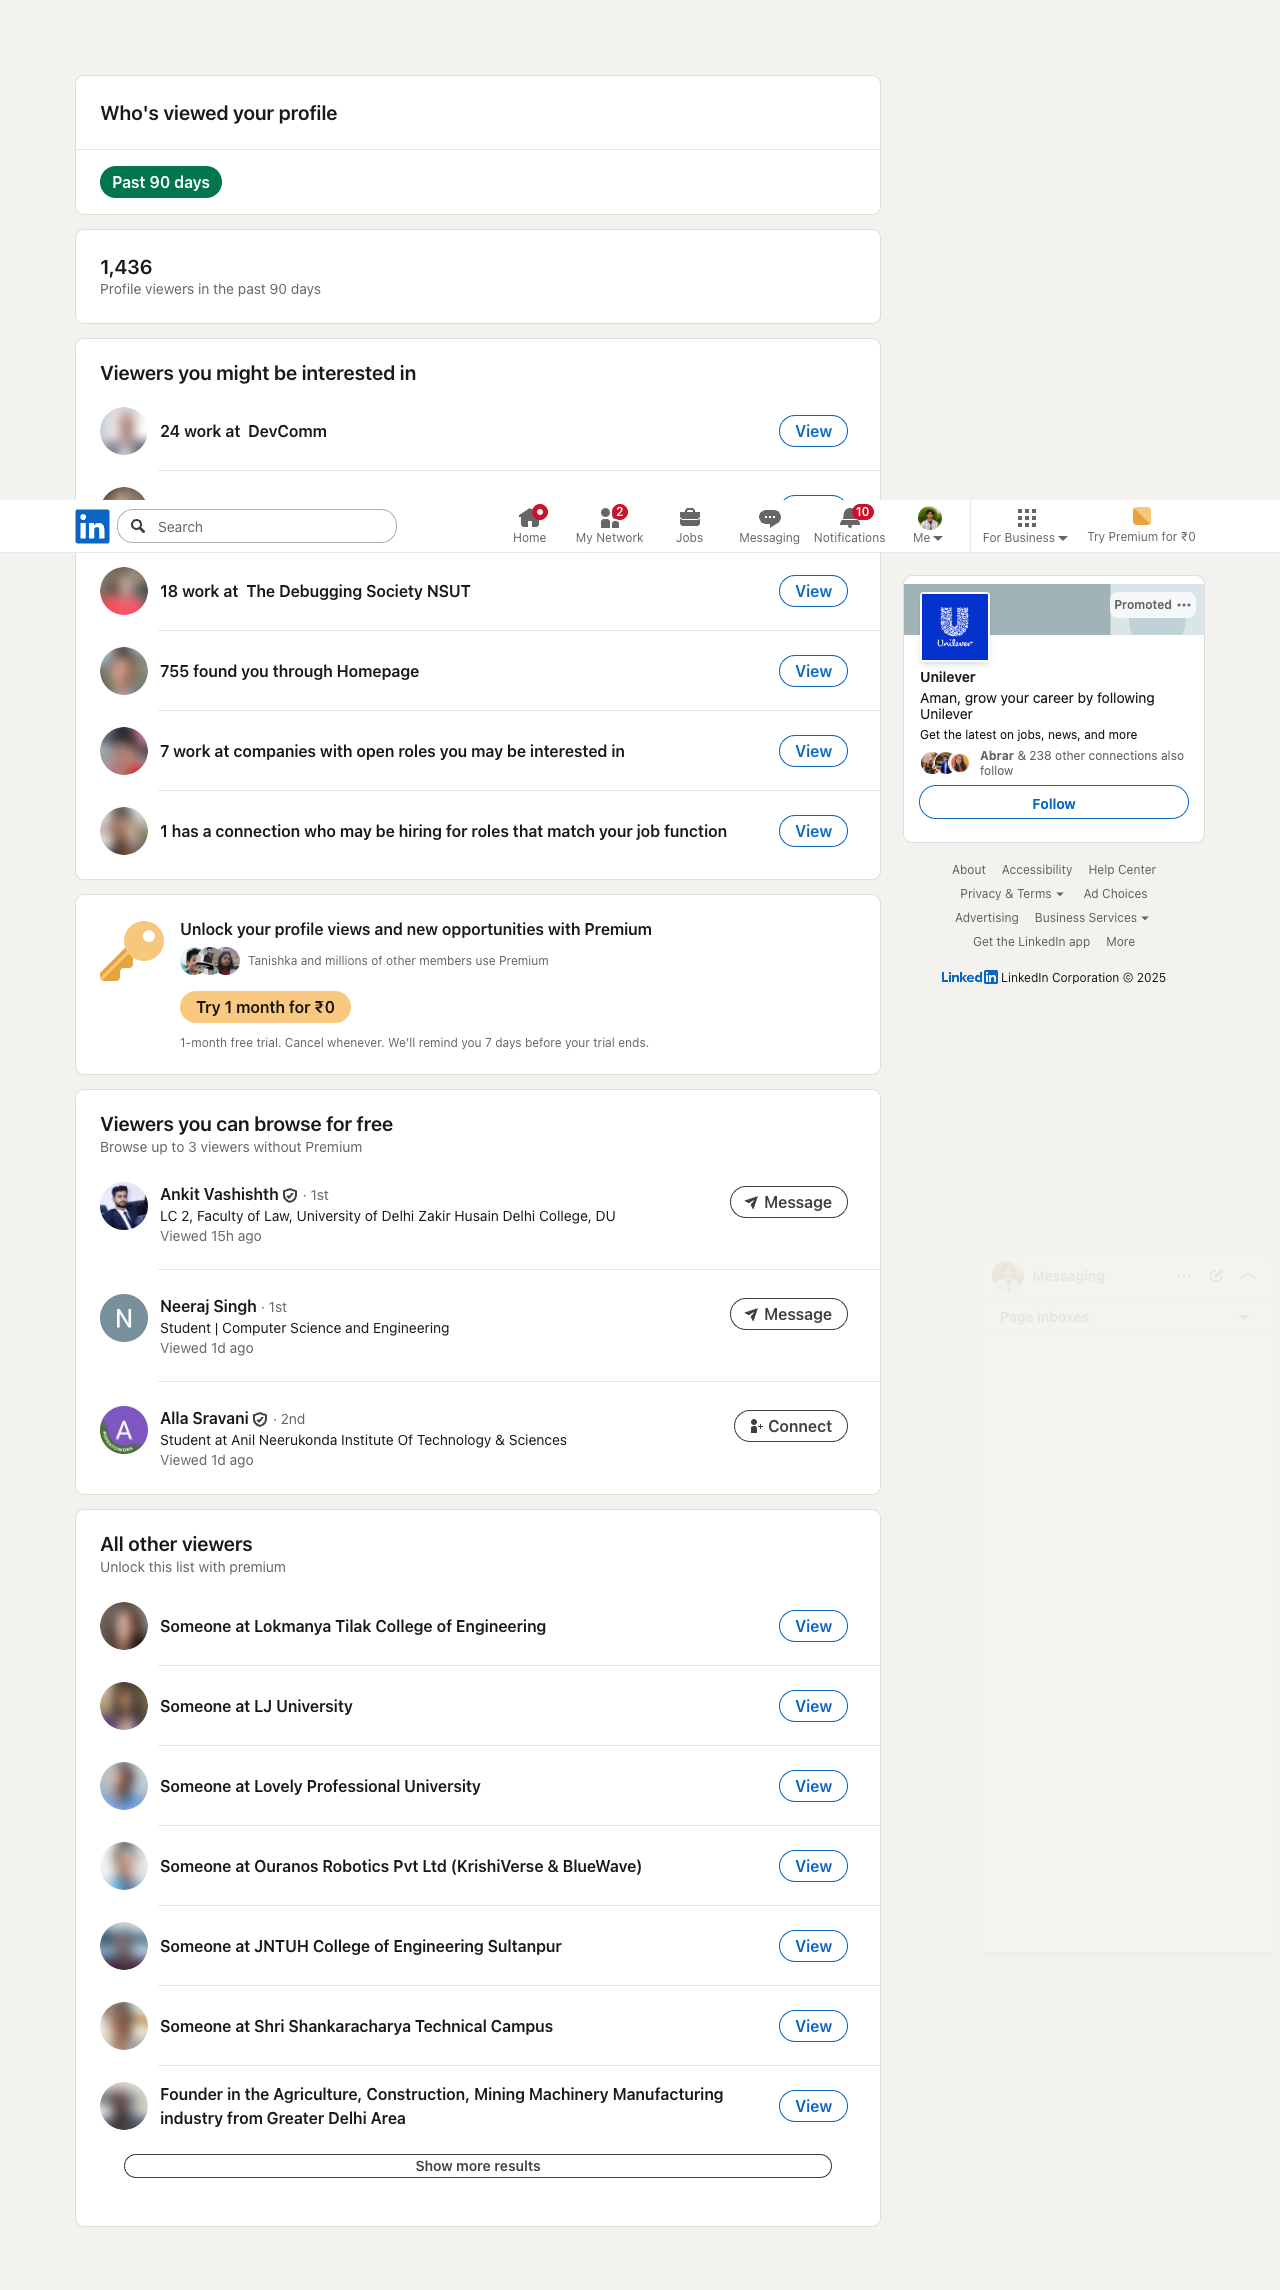 Who's viewed your profile
Past 90 days
1,436
Profile viewers in the past 90 days
Viewers you might be interested in
24 work at DevComm
View
in
Search
Home
2
My Network
Jobs
Messaging
10
Notifications
Me
For Business
Try Premium for ₹0
18 work at The Debugging Society NSUT
View
755 found you through Homepage
View
7 work at companies with open roles you may be interested in
View
1 has a connection who may be hiring for roles that match your job function
View
Promoted
Unilever
Unilever
Aman, grow your career by following
Unilever
Get the latest on jobs, news, and more
Abrar & 238 other connections also
follow
Follow
About Accessibility Help Center
Privacy & Terms Ad Choices
Advertising Business Services
Get the LinkedIn app More
LinkedIn LinkedIn Corporation © 2025
Unlock your profile views and new opportunities with Premium
Tanishka and millions of other members use Premium
Try 1 month for ₹0
1-month free trial. Cancel whenever. We'll remind you 7 days before your trial ends.
Viewers you can browse for free
Browse up to 3 viewers without Premium
Ankit Vashishth · 1st
LC 2, Faculty of Law, University of Delhi Zakir Husain Delhi College, DU
Viewed 15h ago
Message
N
Neeraj Singh · 1st
Student | Computer Science and Engineering
Viewed 1d ago
Message
A
#OPENTOWORK
Alla Sravani · 2nd
Student at Anil Neerukonda Institute Of Technology & Sciences
Viewed 1d ago
Connect
Messaging
Page inboxes
All other viewers
Unlock this list with premium
Someone at Lokmanya Tilak College of Engineering
View
Someone at LJ University
View
Someone at Lovely Professional University
View
Someone at Ouranos Robotics Pvt Ltd (KrishiVerse & BlueWave)
View
Someone at JNTUH College of Engineering Sultanpur
View
Someone at Shri Shankaracharya Technical Campus
View
Founder in the Agriculture, Construction, Mining Machinery Manufacturing
industry from Greater Delhi Area
View
Show more results